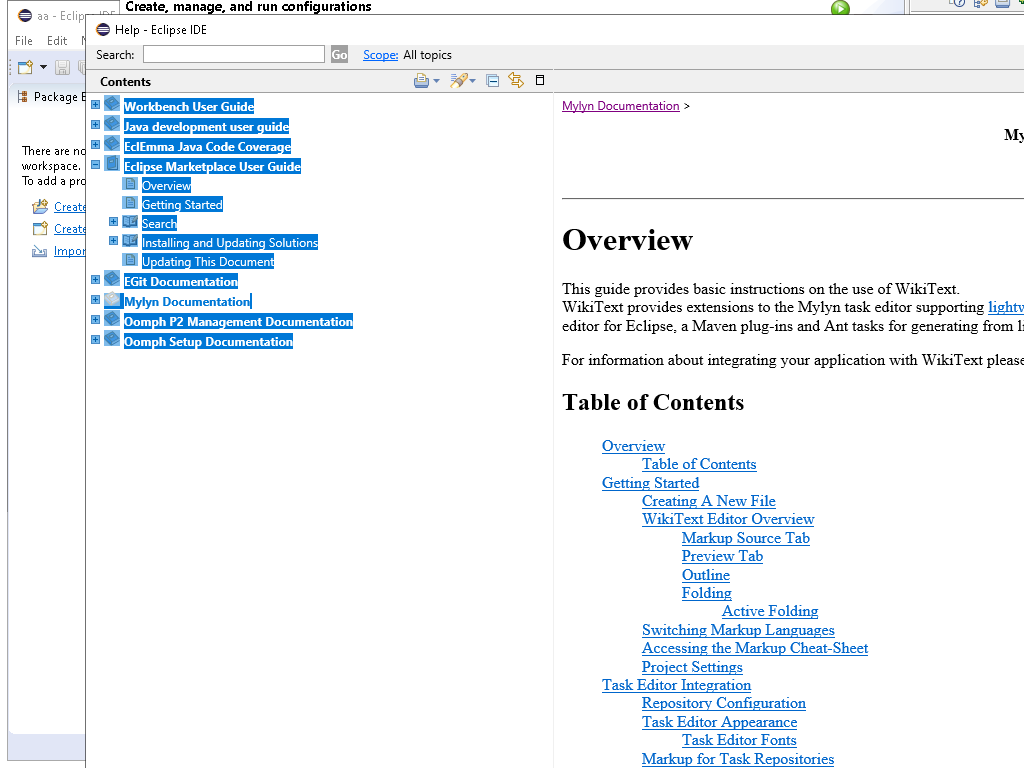 Create, manage, and run configurations
aa - Eclipse IDE
File Edit
Package E
There are no
workspace.
To add a pro
Create
Create
Impor
Help - Eclipse IDE
Search: Go Scope: All topics
Contents
Workbench User Guide
Java development user guide
EclEmma Java Code Coverage
Eclipse Marketplace User Guide
Overview
Getting Started
Search
Installing and Updating Solutions
Updating This Document
EGit Documentation
Mylyn Documentation
Oomph P2 Management Documentation
Oomph Setup Documentation
Mylyn Documentation >
My
Overview
This guide provides basic instructions on the use of WikiText.
WikiText provides extensions to the Mylyn task editor supporting lightw
editor for Eclipse, a Maven plug-ins and Ant tasks for generating from li
For information about integrating your application with WikiText please
Table of Contents
Overview
Table of Contents
Getting Started
Creating A New File
WikiText Editor Overview
Markup Source Tab
Preview Tab
Outline
Folding
Active Folding
Switching Markup Languages
Accessing the Markup Cheat-Sheet
Project Settings
Task Editor Integration
Repository Configuration
Task Editor Appearance
Task Editor Fonts
Markup for Task Repositories